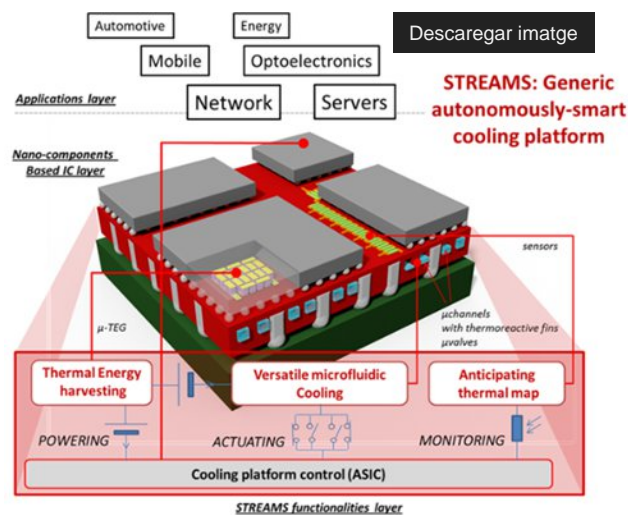 Automotive
Energy
Descaregar imatge
Mobile
Optoelectronics
Applications layer
Network
Servers
STREAMS: Generic
autonomously-smart
cooling platform
Nano-components
Based IC layer
sensors
µ-TEG
µchannels
with thermoreactive fins
µvalves
Thermal Energy
harvesting
Versatile microfluidic
Cooling
Anticipating
thermal map
POWERING
ACTUATING
MONITORING
Cooling platform control (ASIC)
STREAMS functionalities layer